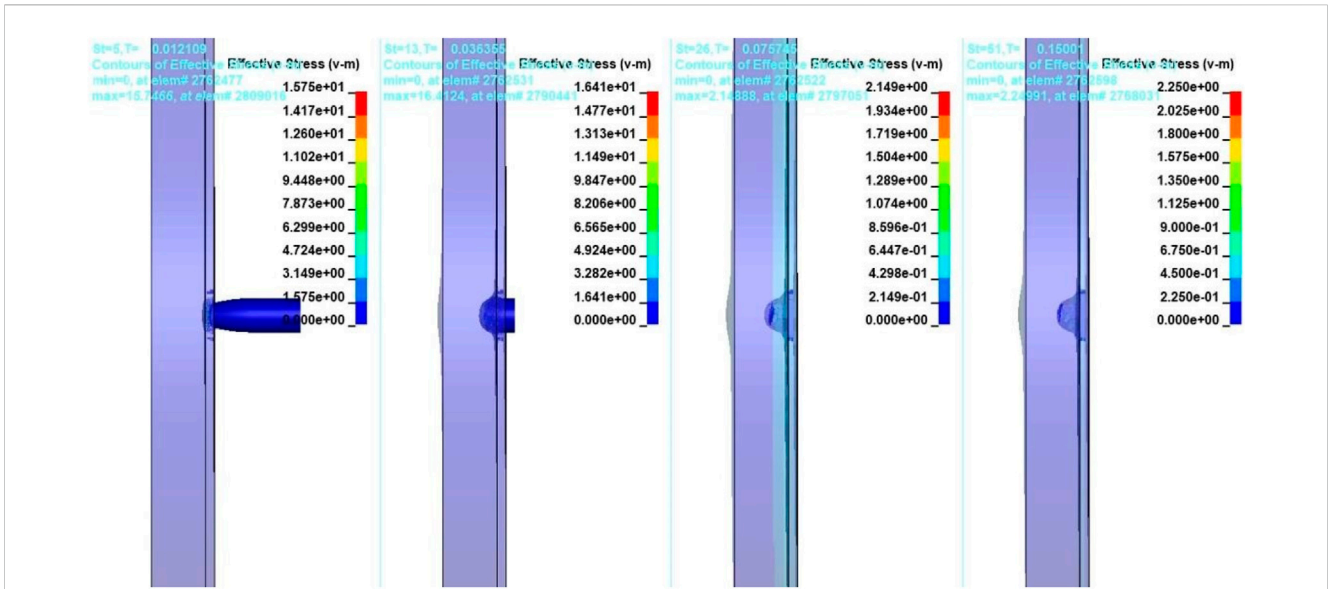 St=5,T= 0.012109
Contours of Effective Stress (v-m)
min=0, at elem# 2762477
max=15.7466, at elem# 2809016
Effective Stress (v-m)
1.575e+01
1.417e+01
1.260e+01
1.102e+01
9.448e+00
7.873e+00
6.299e+00
4.724e+00
3.149e+00
1.575e+00
0.000e+00
St=13,T= 0.036355
Contours of Effective Stress (v-m)
min=0, at elem# 2762531
max=16.4124, at elem# 2790441
Effective Stress (v-m)
1.641e+01
1.477e+01
1.313e+01
1.149e+01
9.847e+00
8.206e+00
6.565e+00
4.924e+00
3.282e+00
1.641e+00
0.000e+00
St=26,T= 0.075745
Contours of Effective
min=0, at elem# 2762522
max=2.14888, at elem# 2797051
Effective Stress (v-m)
2.149e+00
1.934e+00
1.719e+00
1.504e+00
1.289e+00
1.074e+00
8.596e-01
6.447e-01
4.298e-01
2.149e-01
0.000e+00
St=51,T= 0.15001
Contours of Effective
min=0, at elem# 2762598
max=2.24991, at elem# 2768031
Effective Stress (v-m)
2.250e+00
2.025e+00
1.800e+00
1.575e+00
1.350e+00
1.125e+00
9.000e-01
6.750e-01
4.500e-01
2.250e-01
0.000e+00